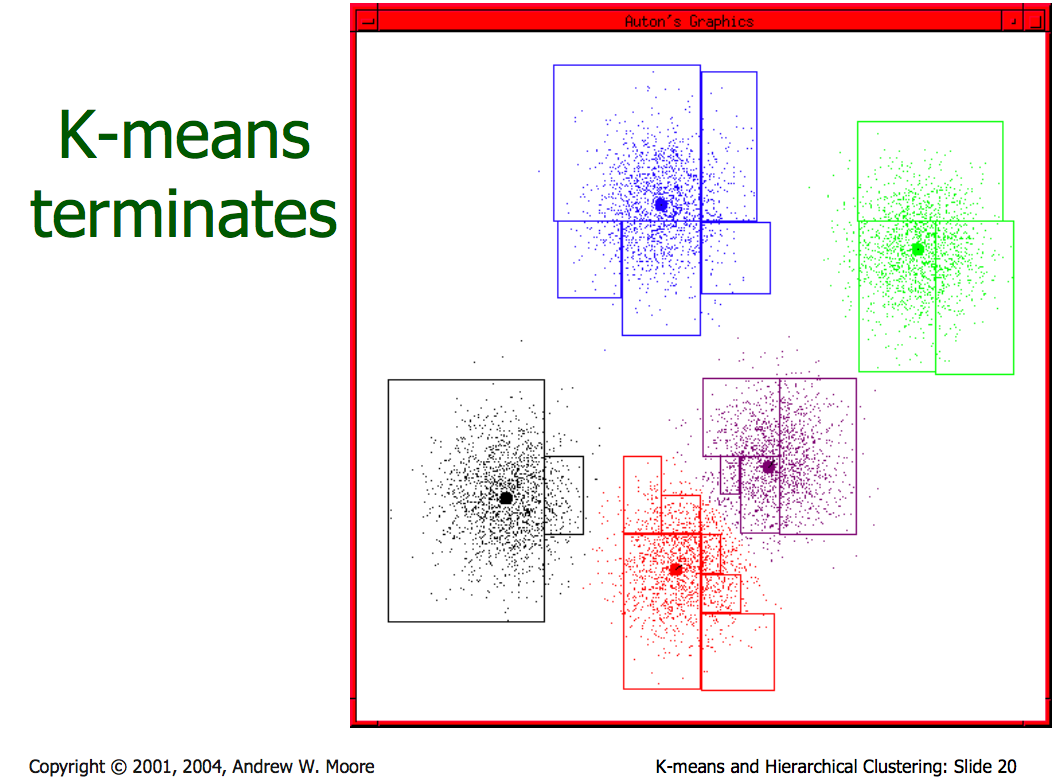 Auton's Graphics
K-means
terminates
Copyright © 2001, 2004, Andrew W. Moore
K-means and Hierarchical Clustering: Slide 20